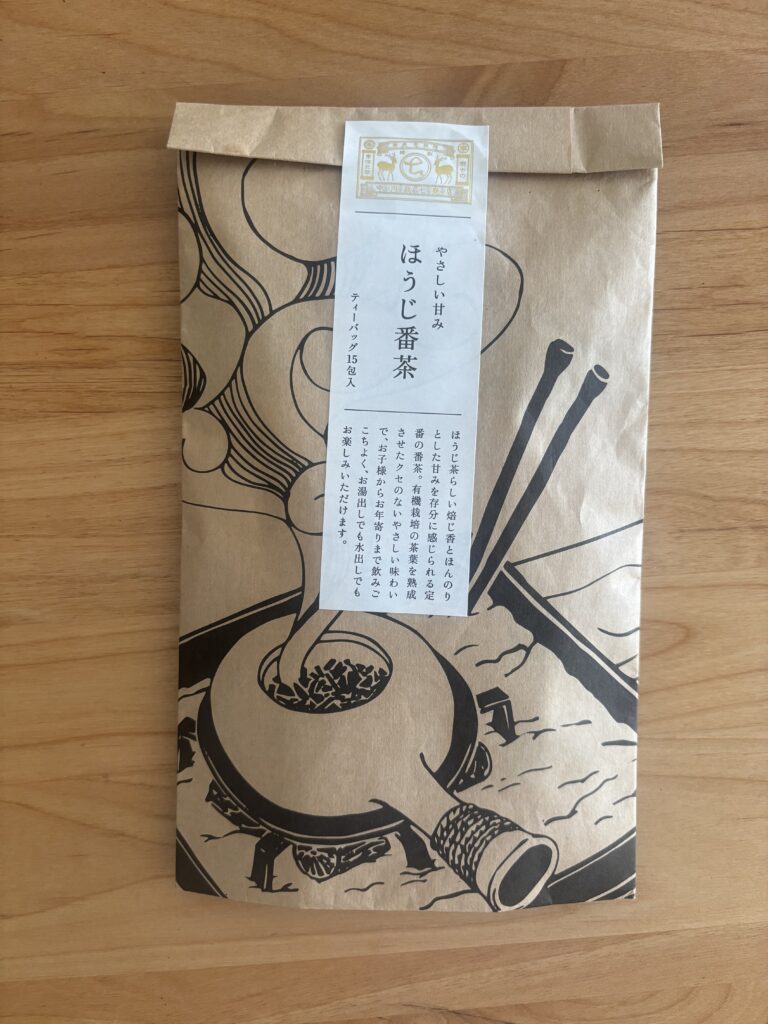 やさしい甘み
ほうじ番茶
ティーバッグ15包入
ほうじ茶らしい焙じ香とほんのり
とした甘みを存分に感じられる定
番の番茶。有機栽培の茶葉を熟成
させたクセのないやさしい味わい
で、お子様からお年寄りまで飲みご
こちよく、お湯出しでも水出しでも
お楽しみいただけます。